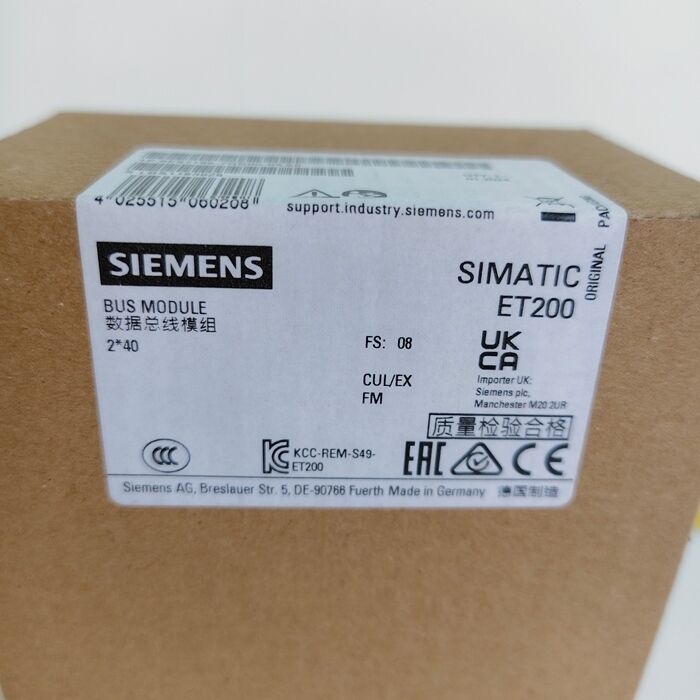 4 025515 060208
support.industry.siemens.com
ORIGINAL
SIEMENS
SIMATIC
ET200
BUS MODULE
数据总线模组
2*40
FS: 08
UK
CA
CUL/EX
FM
Importer UK:
Siemens plc,
Manchester M20 2UR
质量检验合格
CCC
KCC-REM-S49-
ET200
EAC
CE
Siemens AG, Breslauer Str. 5, DE-90766 Fuerth Made in Germany 德国制造